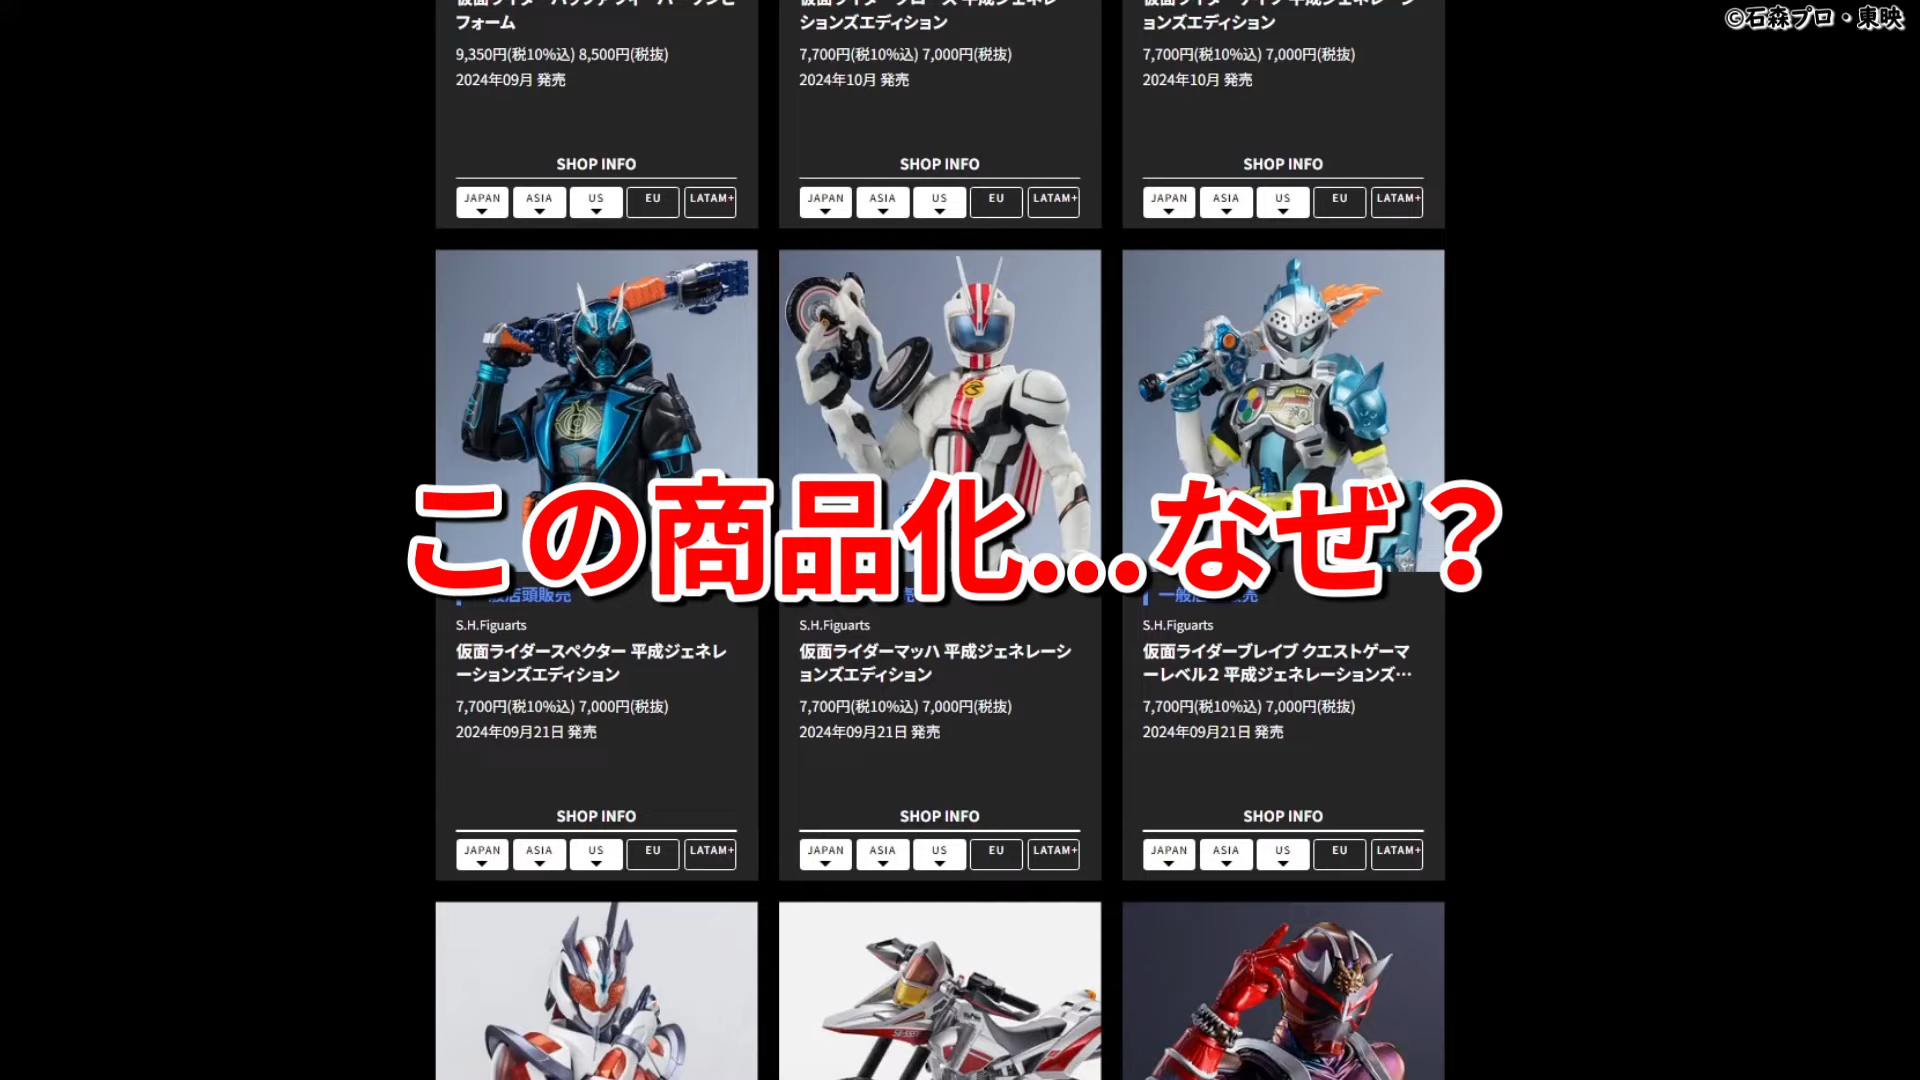 ©石森プロ・東映
フォーム
9,350円(税10%込) 8,500円(税抜)
2024年09月 発売
SHOP INFO
JAPAN ASIA US EU LATAM+
ションズエディション
7,700円(税10%込) 7,000円(税抜)
2024年10月 発売
SHOP INFO
JAPAN ASIA US EU LATAM+
ョンズエディション
7,700円(税10%込) 7,000円(税抜)
2024年10月 発売
SHOP INFO
JAPAN ASIA US EU LATAM+
この商品化...なぜ？
店頭販売
S.H.Figuarts
仮面ライダースペクター 平成ジェネレ
ーションズエディション
7,700円(税10%込) 7,000円(税抜)
2024年09月21日 発売
SHOP INFO
JAPAN ASIA US EU LATAM+
S.H.Figuarts
仮面ライダーマッハ 平成ジェネレーシ
ョンズエディション
7,700円(税10%込) 7,000円(税抜)
2024年09月21日 発売
SHOP INFO
JAPAN ASIA US EU LATAM+
S.H.Figuarts
仮面ライダーブレイブ クエストゲーマ
ーレベル2 平成ジェネレーションズ…
7,700円(税10%込) 7,000円(税抜)
2024年09月21日 発売
SHOP INFO
JAPAN ASIA US EU LATAM+